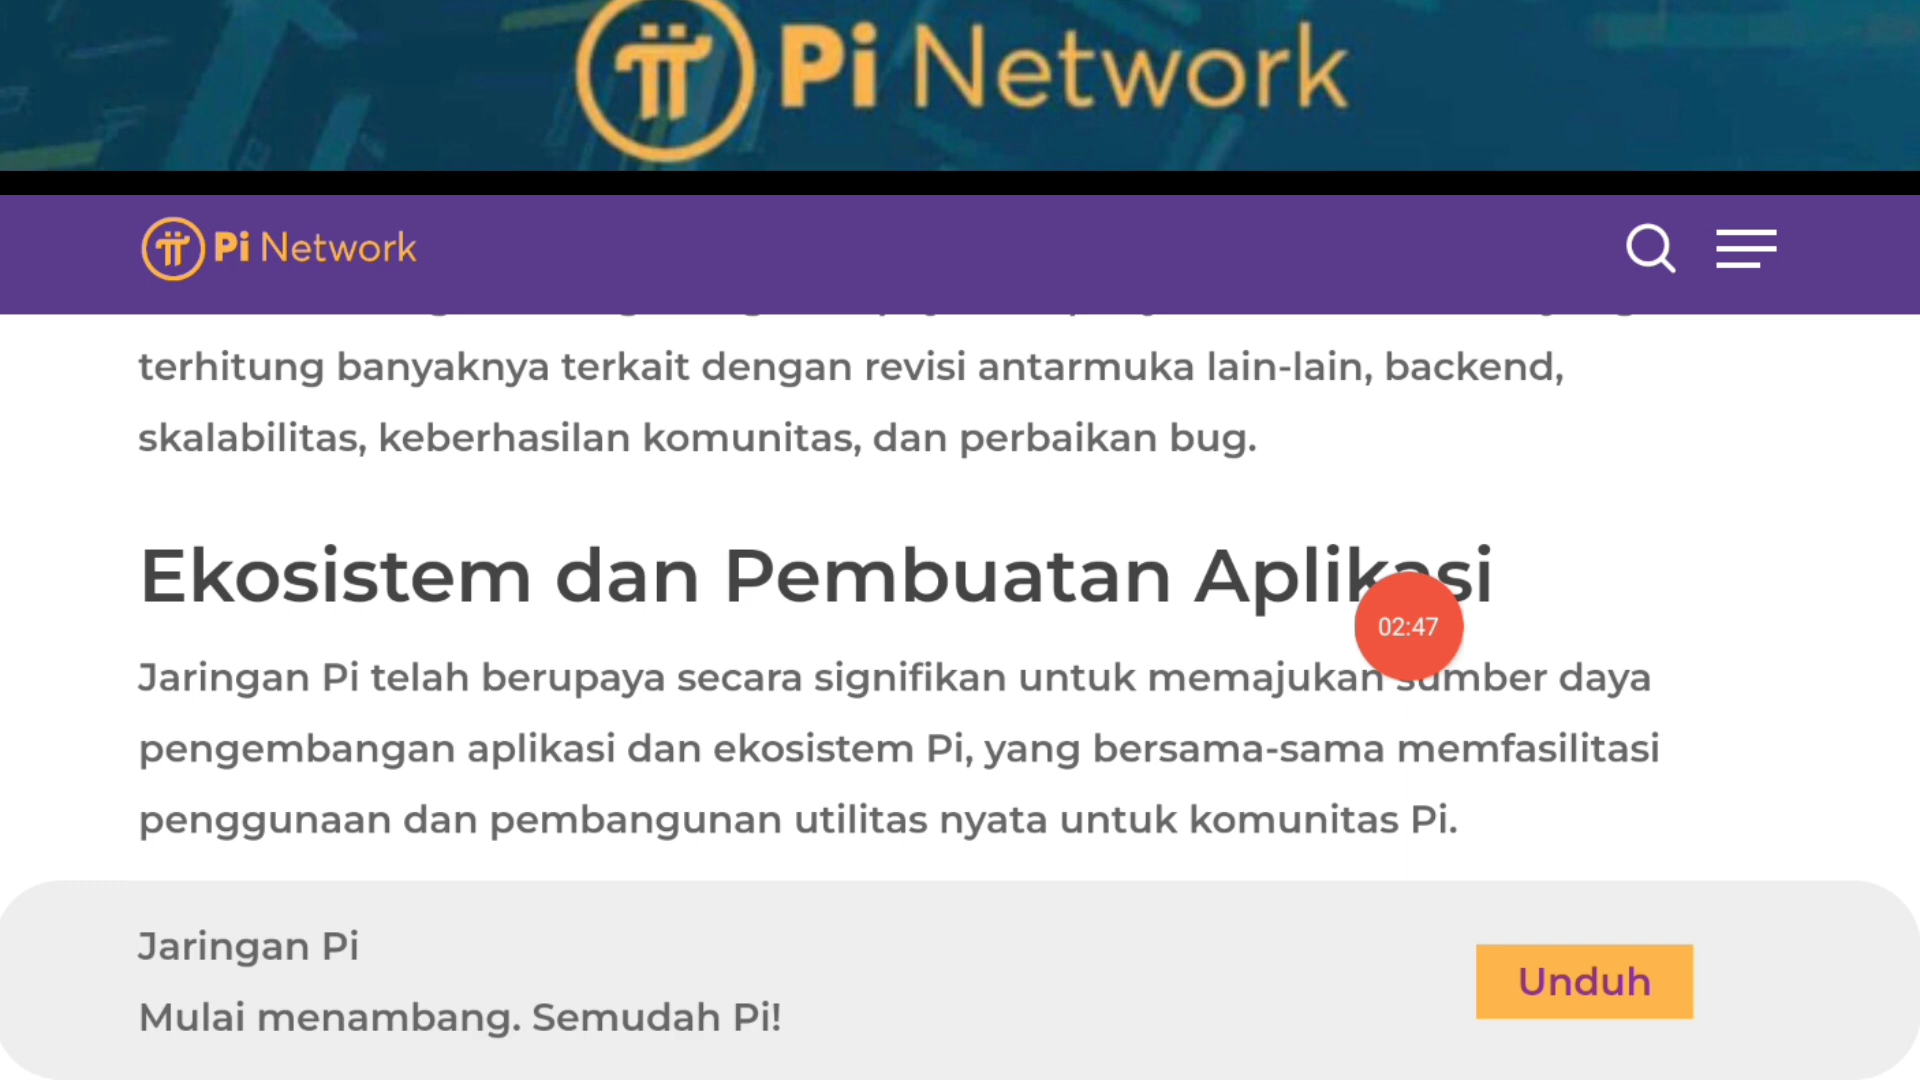 Pi Network
Pi Network
terhitung banyaknya terkait dengan revisi antarmuka lain-lain, backend,
skalabilitas, keberhasilan komunitas, dan perbaikan bug.
Ekosistem dan Pembuatan Aplikasi
02:47
Jaringan Pi telah berupaya secara signifikan untuk memajukan sumber daya
pengembangan aplikasi dan ekosistem Pi, yang bersama-sama memfasilitasi
penggunaan dan pembangunan utilitas nyata untuk komunitas Pi.
Jaringan Pi
Unduh
Mulai menambang. Semudah Pi!